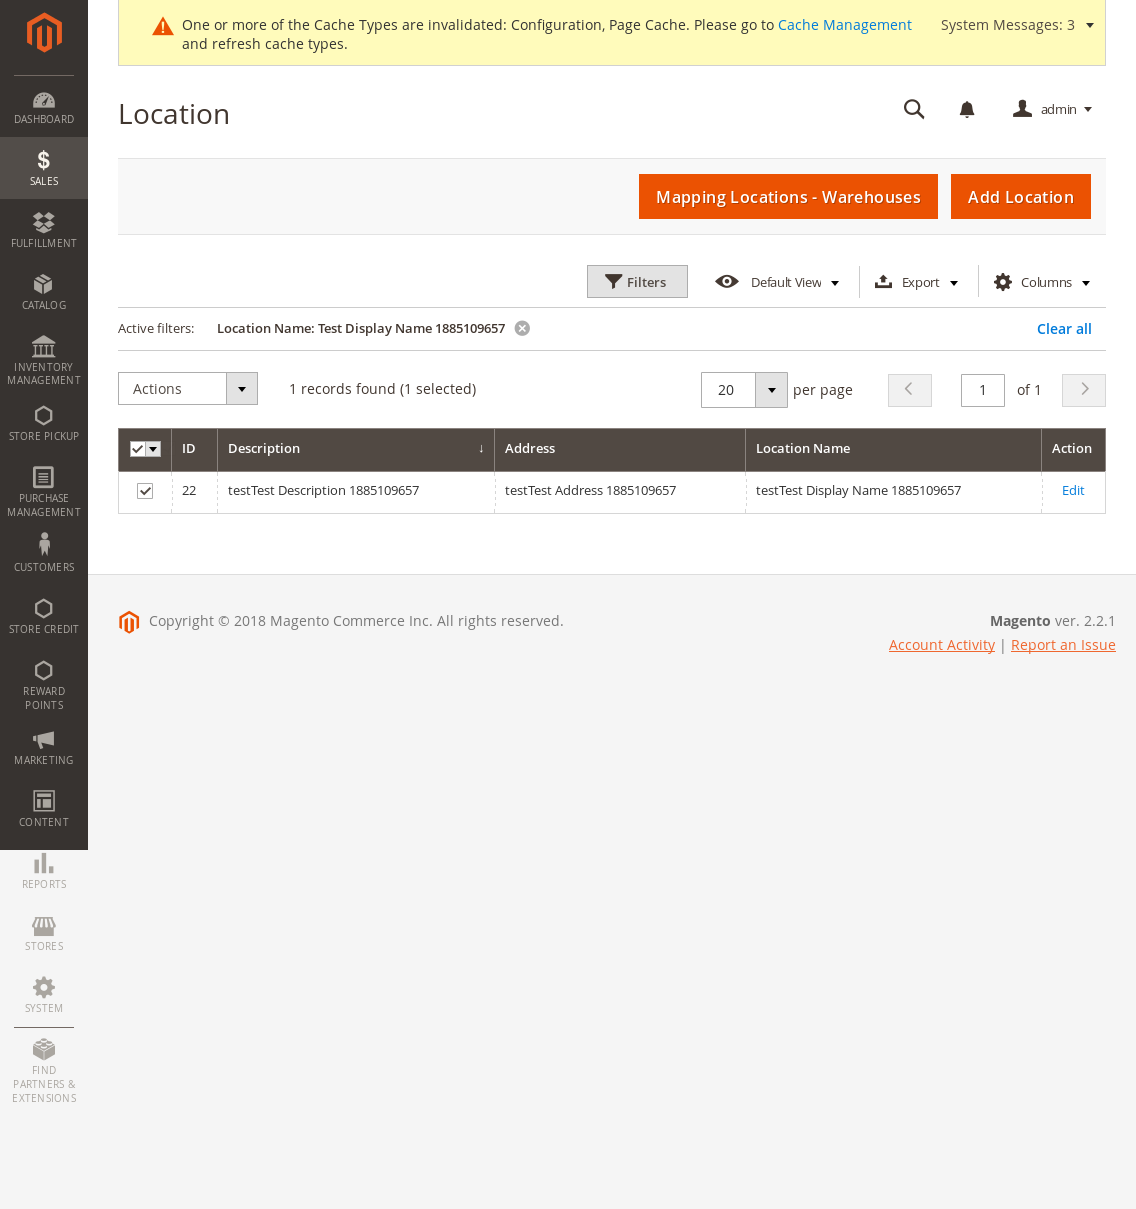 One or more of the Cache Types are invalidated: Configuration, Page Cache. Please go to Cache Management
and refresh cache types.
System Messages: 3
Location
admin
Mapping Locations - Warehouses
Add Location
Filters
Default View
Export
Columns
Active filters:
Location Name: Test Display Name 1885109657
Clear all
Actions
1 records found (1 selected)
20
per page
1
of 1
ID
Description ↓
Address
Location Name
Action
22
testTest Description 1885109657
testTest Address 1885109657
testTest Display Name 1885109657
Edit
Copyright © 2018 Magento Commerce Inc. All rights reserved.
Magento ver. 2.2.1
Account Activity | Report an Issue
DASHBOARD
$
SALES
FULFILLMENT
CATALOG
INVENTORY
MANAGEMENT
STORE PICKUP
PURCHASE
MANAGEMENT
CUSTOMERS
STORE CREDIT
REWARD
POINTS
MARKETING
CONTENT
REPORTS
STORES
SYSTEM
FIND
PARTNERS &
EXTENSIONS